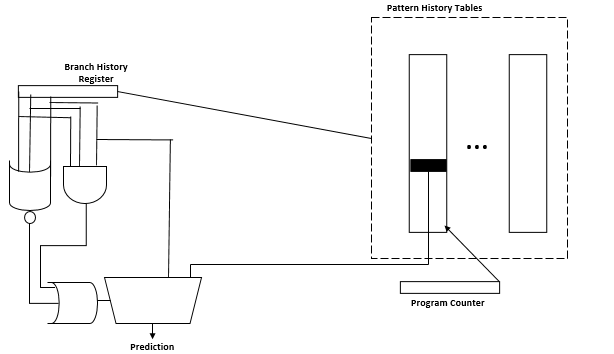 Pattern History Tables
Branch History
Register
Program Counter
Prediction